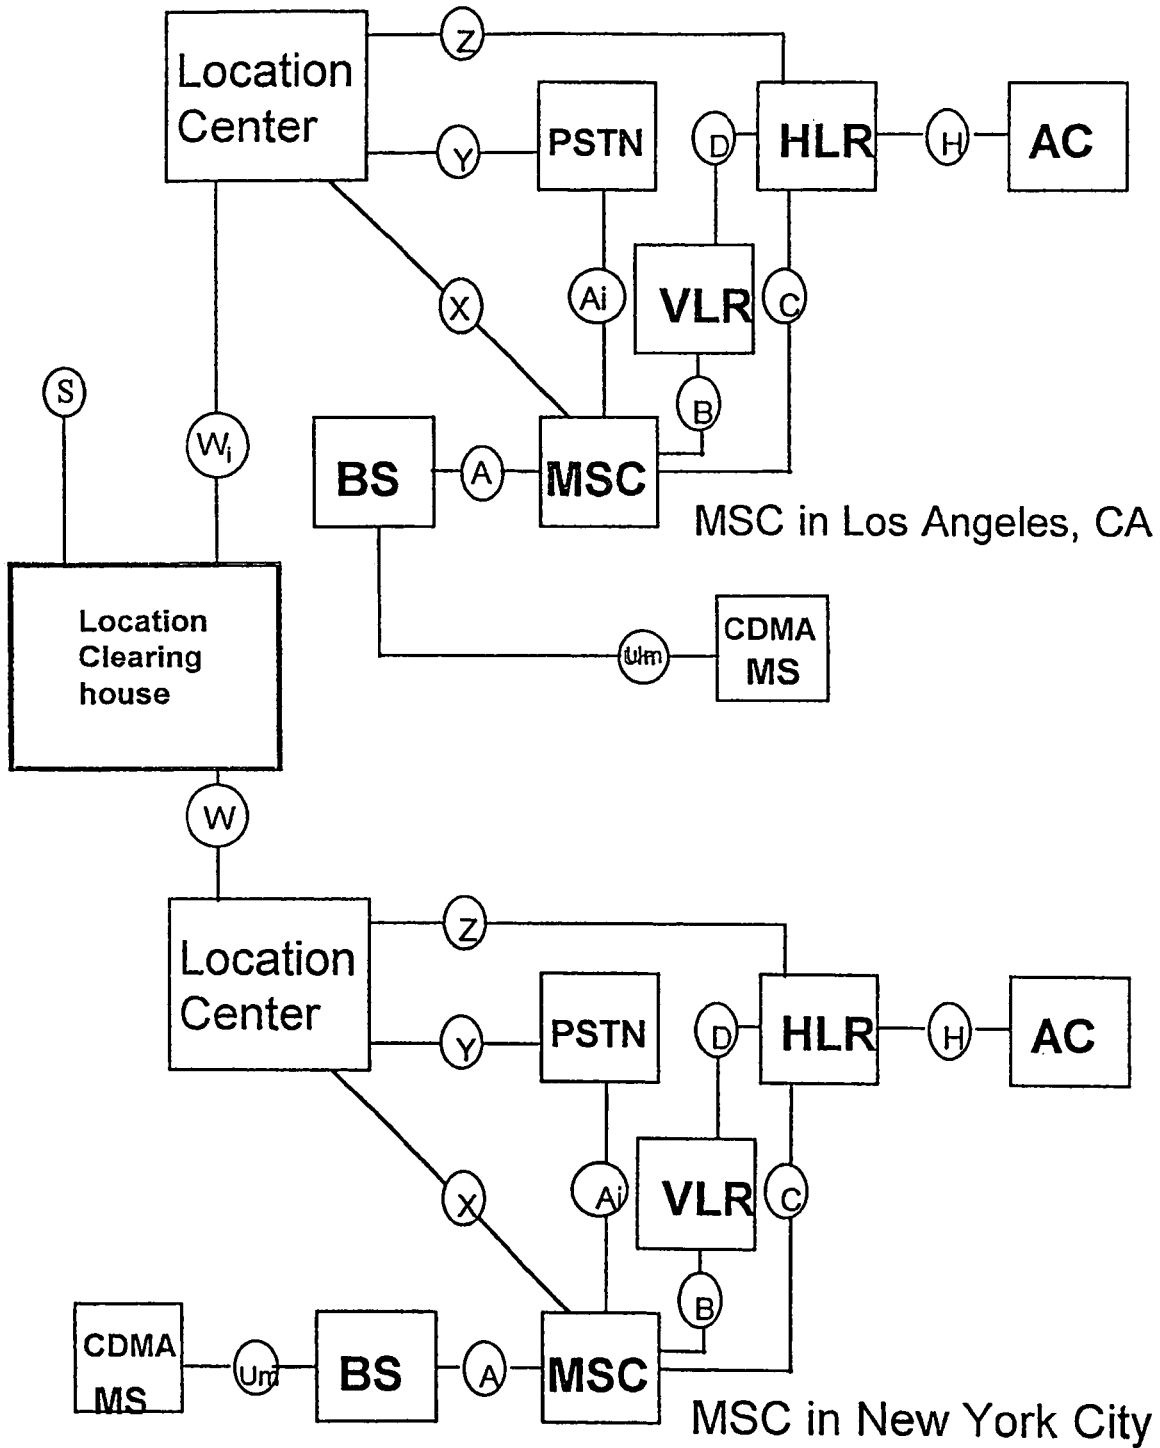 Z
Location
Center
PSTN
D
HLR
H
AC
Y
VLR
C
X
Ai
S
B
Wi
BS
A
MSC
MSC in Los Angeles, CA
Location
Clearing
house
Um
CDMA
MS
W
Z
Location
Center
PSTN
D
HLR
H
AC
Y
VLR
C
X
Ai
B
CDMA
MS
Um
BS
A
MSC
MSC in New York City